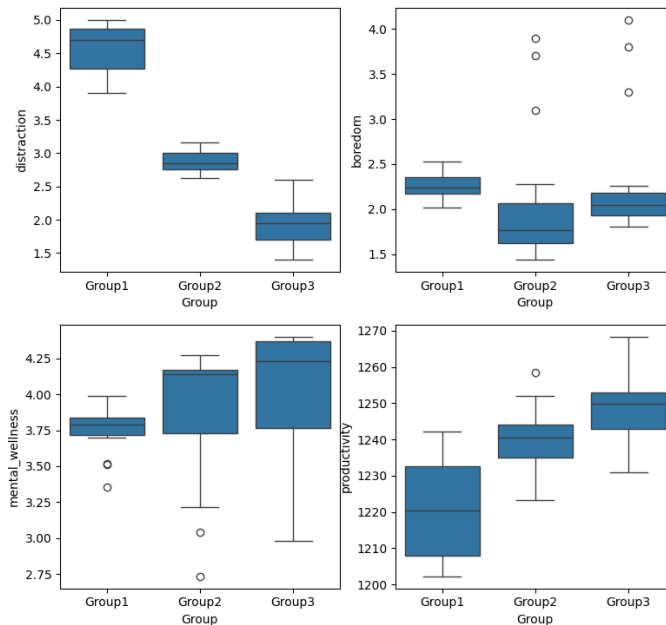 distraction
5.0
4.5
4.0
3.5
3.0
2.5
2.0
1.5
Group1 Group2 Group3
Group
boredom
4.0
3.5
3.0
2.5
2.0
1.5
Group1 Group2 Group3
Group
mental_wellness
4.25
4.00
3.75
3.50
3.25
3.00
2.75
Group1 Group2 Group3
Group
productivity
1270
1260
1250
1240
1230
1220
1210
1200
Group1 Group2 Group3
Group